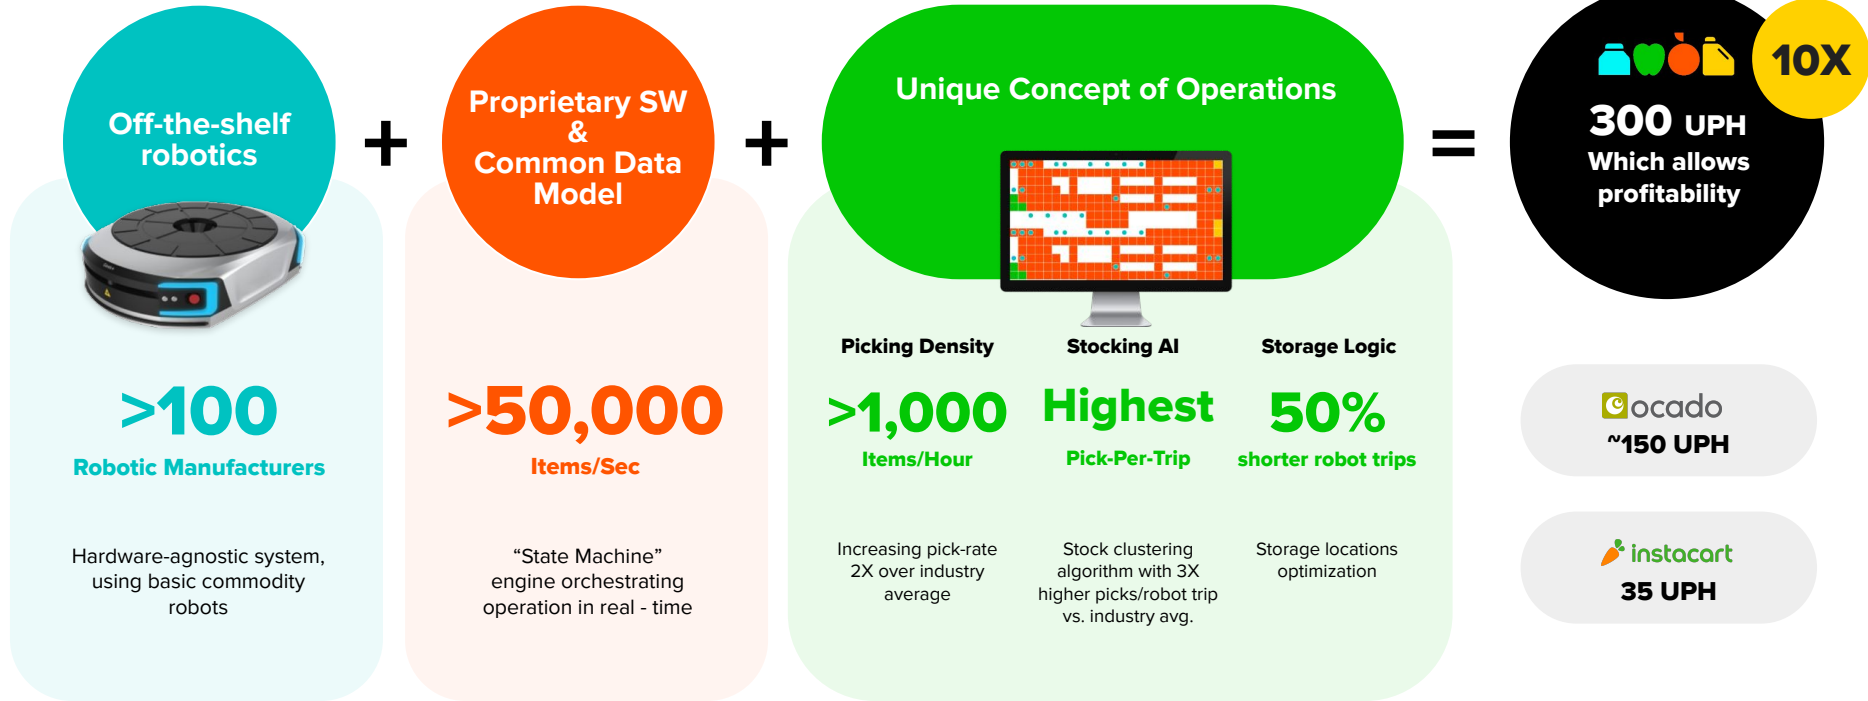 Off-the-shelf
robotics
+
Proprietary SW
&
Common Data
Model
+
Unique Concept of Operations
=
10X
300 UPH
Which allows
profitability
>100
Robotic Manufacturers
Hardware-agnostic system,
using basic commodity
robots
>50,000
Items/Sec
“State Machine”
engine orchestrating
operation in real - time
Picking Density
>1,000
Items/Hour
Increasing pick-rate
2X over industry
average
Stocking AI
Highest
Pick-Per-Trip
Stock clustering
algorithm with 3X
higher picks/robot trip
vs. industry avg.
Storage Logic
50%
shorter robot trips
Storage locations
optimization
ocado
~150 UPH
instacart
35 UPH